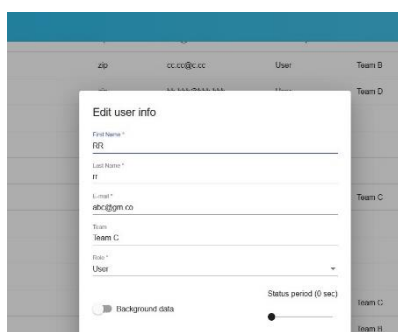 zip cc.cc@c.cc User Team B
Team D
Edit user info
First Name *
RR
Last Name *
rr
E-mail *
abc@gm.co
Team C
Team
Team C
Role *
User
Status period (0 sec)
Background data
Team C
Team B